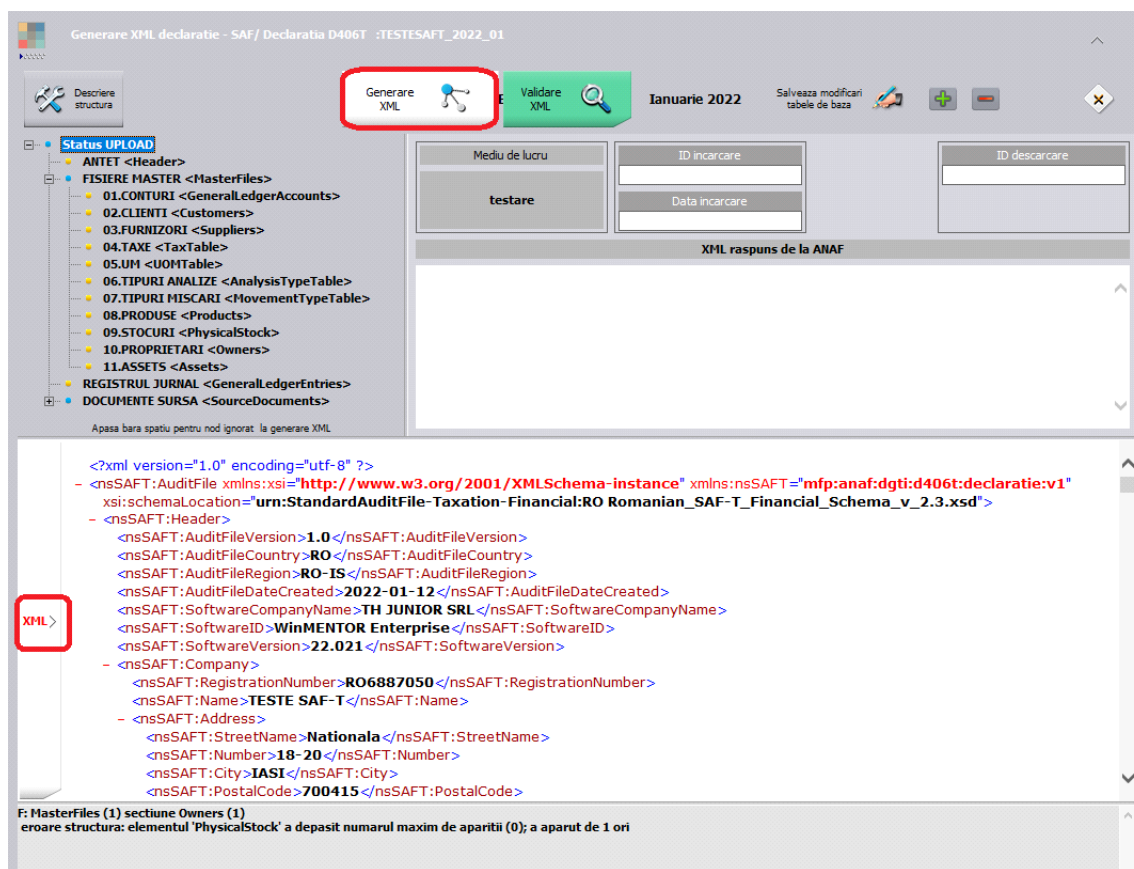 Generare XML declaratie - SAF/ Declaratia D406T :TESTESAFT_2022_01
Descriere
structura
Generare
XML
Validare
XML
Ianuarie 2022
Salveaza modificari
tabele de baza
Status UPLOAD
ANTET <Header>
FISIERE MASTER <MasterFiles>
01.CONTURI <GeneralLedgerAccounts>
02.CLIENTI <Customers>
03.FURNIZORI <Suppliers>
04.TAXE <TaxTable>
05.UM <UOMTable>
06.TIPURI ANALIZE <AnalysisTypeTable>
07.TIPURI MISCARI <MovementTypeTable>
08.PRODUSE <Products>
09.STOCURI <PhysicalStock>
10.PROPRIETARI <Owners>
11.ASSETS <Assets>
REGISTRUL JURNAL <GeneralLedgerEntries>
DOCUMENTE SURSA <SourceDocuments>
Apasa bara spatiu pentru nod ignorat la generare XML
Mediu de lucru
testare
ID incarcare
Data incarcare
ID descarcare
XML raspuns de la ANAF
XML>
<?xml version="1.0" encoding="utf-8" ?>
- <nsSAFT:AuditFile xmlns:xsi="http://www.w3.org/2001/XMLSchema-instance" xmlns:nsSAFT="mfp:anaf:dgti:d406t:declaratie:v1"
xsi:schemaLocation="urn:StandardAuditFile-Taxation-Financial:RO Romanian_SAF-T_Financial_Schema_v_2.3.xsd">
- <nsSAFT:Header>
<nsSAFT:AuditFileVersion>1.0</nsSAFT:AuditFileVersion>
<nsSAFT:AuditFileCountry>RO</nsSAFT:AuditFileCountry>
<nsSAFT:AuditFileRegion>RO-IS</nsSAFT:AuditFileRegion>
<nsSAFT:AuditFileDateCreated>2022-01-12</nsSAFT:AuditFileDateCreated>
<nsSAFT:SoftwareCompanyName>TH JUNIOR SRL</nsSAFT:SoftwareCompanyName>
<nsSAFT:SoftwareID>WinMENTOR Enterprise</nsSAFT:SoftwareID>
<nsSAFT:SoftwareVersion>22.021</nsSAFT:SoftwareVersion>
- <nsSAFT:Company>
<nsSAFT:RegistrationNumber>RO6887050</nsSAFT:RegistrationNumber>
<nsSAFT:Name>TESTE SAF-T</nsSAFT:Name>
- <nsSAFT:Address>
<nsSAFT:StreetName>Nationala</nsSAFT:StreetName>
<nsSAFT:Number>18-20</nsSAFT:Number>
<nsSAFT:City>IASI</nsSAFT:City>
<nsSAFT:PostalCode>700415</nsSAFT:PostalCode>
F: MasterFiles (1) sectiune Owners (1)
eroare structura: elementul 'PhysicalStock' a depasit numarul maxim de aparitii (0); a aparut de 1 ori